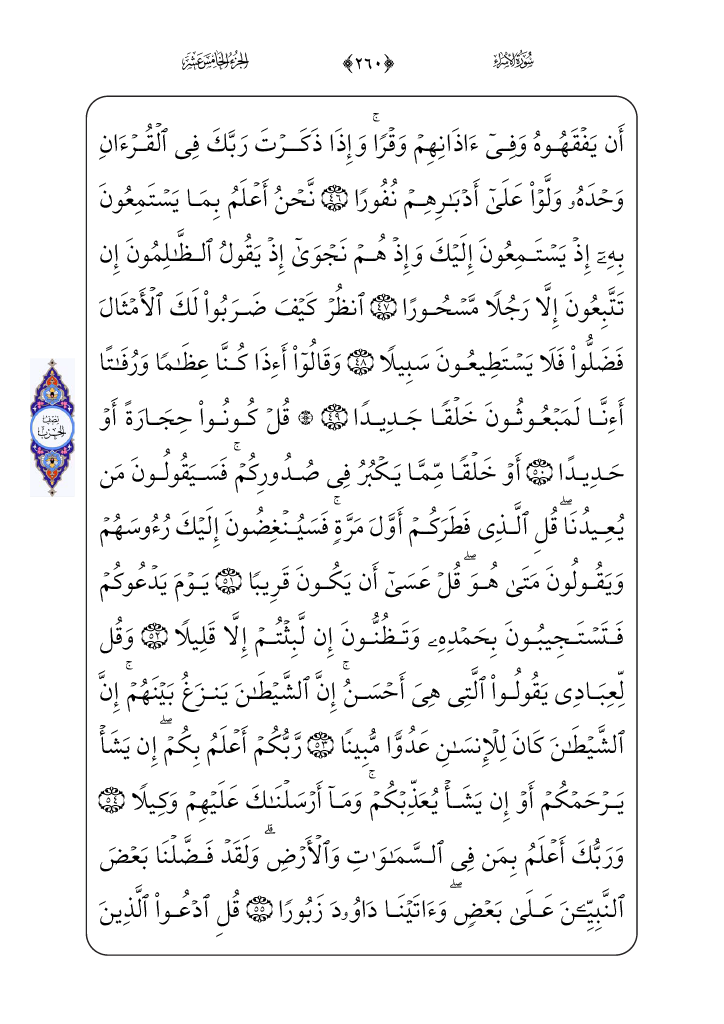 سُورَةُ الإِسْرَاء ﴿٢٦٠﴾ الجُزْءُ الخَامِسَ عَشَرَ
أَن يَفْقَهُوهُ وَفِىٓ ءَاذَانِهِمْ وَقْرًاۚ وَإِذَا ذَكَرْتَ رَبَّكَ فِى ٱلْقُرْءَانِ
وَحْدَهُۥ وَلَّوْا۟ عَلَىٰٓ أَدْبَـٰرِهِمْ نُفُورًا ٤٦ نَّحْنُ أَعْلَمُ بِمَا يَسْتَمِعُونَ
بِهِۦٓ إِذْ يَسْتَمِعُونَ إِلَيْكَ وَإِذْ هُمْ نَجْوَىٰٓ إِذْ يَقُولُ ٱلظَّـٰلِمُونَ إِن
تَتَّبِعُونَ إِلَّا رَجُلًا مَّسْحُورًا ٤٧ ٱنظُرْ كَيْفَ ضَرَبُوا۟ لَكَ ٱلْأَمْثَالَ
فَضَلُّوا۟ فَلَا يَسْتَطِيعُونَ سَبِيلًا ٤٨ وَقَالُوٓا۟ أَءِذَا كُنَّا عِظَـٰمًا وَرُفَـٰتًا
أَءِنَّا لَمَبْعُوثُونَ خَلْقًا جَدِيدًا ٤٩ ۞ قُلْ كُونُوا۟ حِجَارَةً أَوْ
نصف الحزب
حَدِيدًا ٥٠ أَوْ خَلْقًا مِّمَّا يَكْبُرُ فِى صُدُورِكُمْۚ فَسَيَقُولُونَ مَن
يُعِيدُنَاۖ قُلِ ٱلَّذِى فَطَرَكُمْ أَوَّلَ مَرَّةٍۚ فَسَيُنْغِضُونَ إِلَيْكَ رُءُوسَهُمْ
وَيَقُولُونَ مَتَىٰ هُوَۖ قُلْ عَسَىٰٓ أَن يَكُونَ قَرِيبًا ٥١ يَوْمَ يَدْعُوكُمْ
فَتَسْتَجِيبُونَ بِحَمْدِهِۦ وَتَظُنُّونَ إِن لَّبِثْتُمْ إِلَّا قَلِيلًا ٥٢ وَقُل
لِّعِبَادِى يَقُولُوا۟ ٱلَّتِى هِىَ أَحْسَنُۚ إِنَّ ٱلشَّيْطَـٰنَ يَنزَغُ بَيْنَهُمْۚ إِنَّ
ٱلشَّيْطَـٰنَ كَانَ لِلْإِنسَـٰنِ عَدُوًّا مُّبِينًا ٥٣ رَّبُّكُمْ أَعْلَمُ بِكُمْۖ إِن يَشَأْ
يَرْحَمْكُمْ أَوْ إِن يَشَأْ يُعَذِّبْكُمْۚ وَمَآ أَرْسَلْنَـٰكَ عَلَيْهِمْ وَكِيلًا ٥٤
وَرَبُّكَ أَعْلَمُ بِمَن فِى ٱلسَّمَـٰوَٰتِ وَٱلْأَرْضِۗ وَلَقَدْ فَضَّلْنَا بَعْضَ
ٱلنَّبِيِّـۧنَ عَلَىٰ بَعْضٍۖ وَءَاتَيْنَا دَاوُۥدَ زَبُورًا ٥٥ قُلِ ٱدْعُوا۟ ٱلَّذِينَ